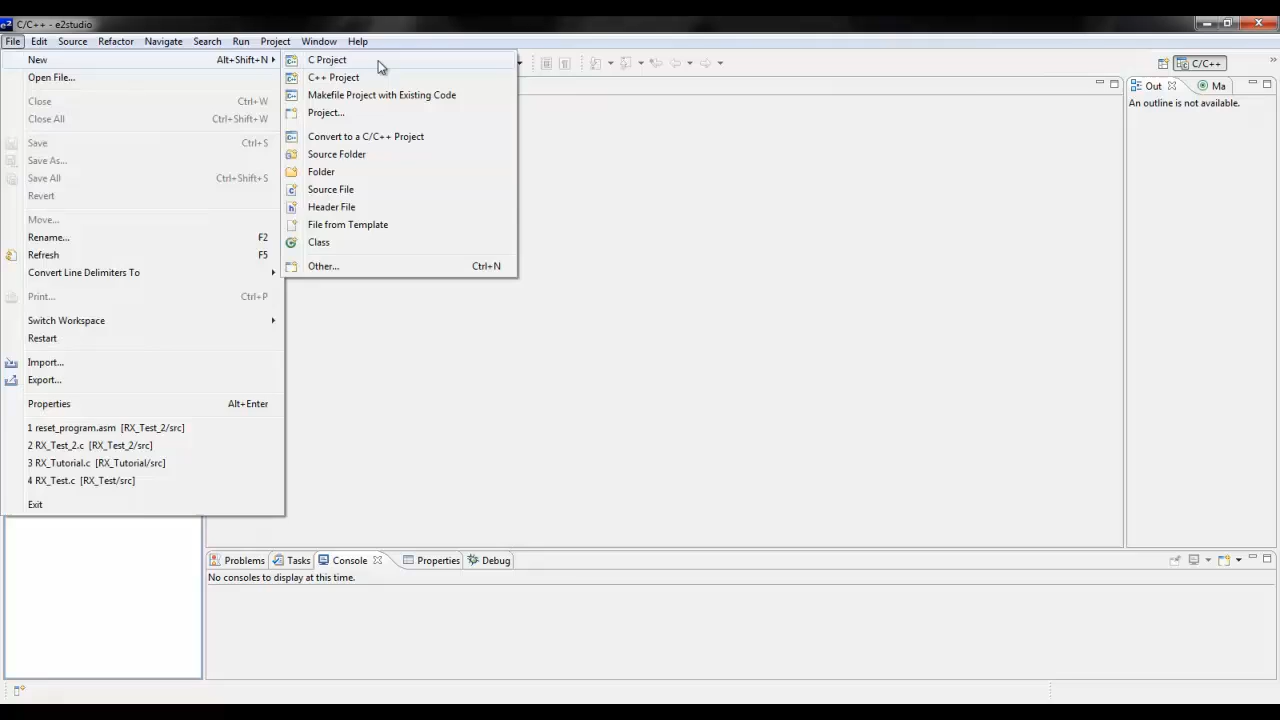 C/C++ - e2studio
File Edit Source Refactor Navigate Search Run Project Window Help
New Alt+Shift+N
Open File...
Close Ctrl+W
Close All Ctrl+Shift+W
Save Ctrl+S
Save As...
Save All Ctrl+Shift+S
Revert
Move...
Rename... F2
Refresh F5
Convert Line Delimiters To
Print... Ctrl+P
Switch Workspace
Restart
Import...
Export...
Properties Alt+Enter
1 reset_program.asm [RX_Test_2/src]
2 RX_Test_2.c [RX_Test_2/src]
3 RX_Tutorial.c [RX_Tutorial/src]
4 RX_Test.c [RX_Test/src]
Exit
C Project
C++ Project
Makefile Project with Existing Code
Project...
Convert to a C/C++ Project
Source Folder
Folder
Source File
Header File
File from Template
Class
Other... Ctrl+N
C/C++
Out Ma
An outline is not available.
Problems Tasks Console Properties Debug
No consoles to display at this time.